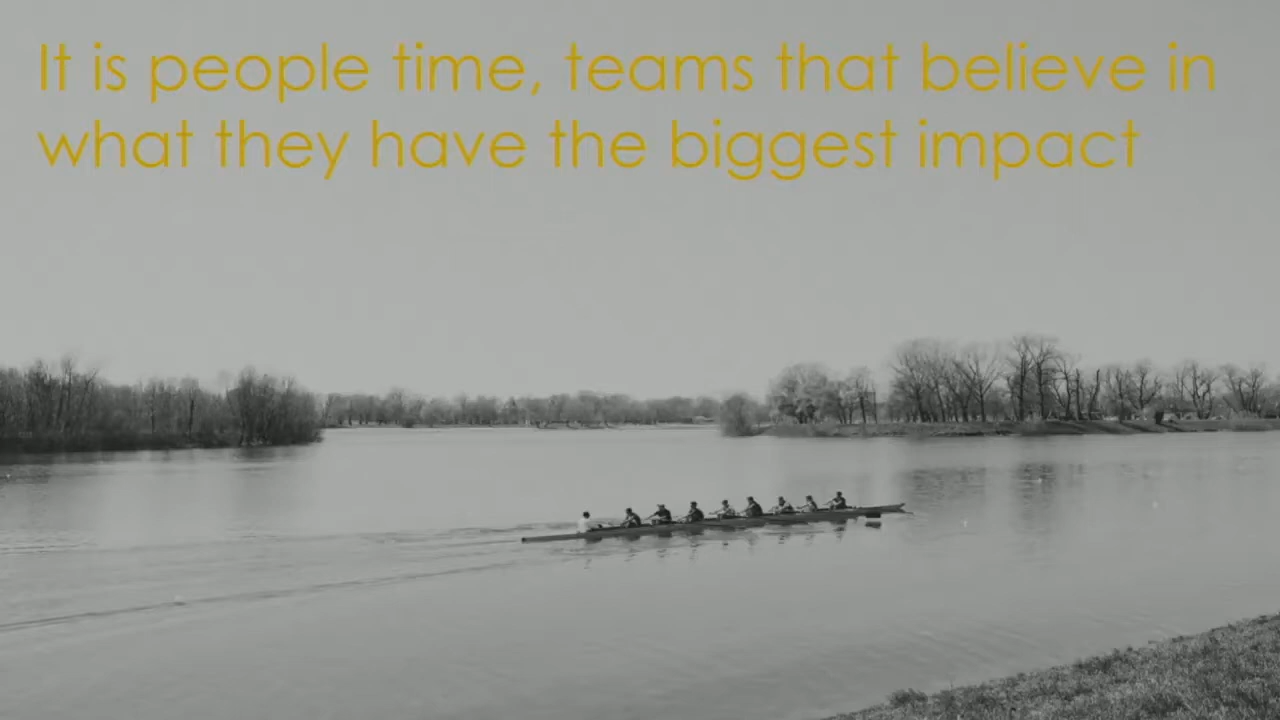 It is people time, teams that believe in
what they have the biggest impact